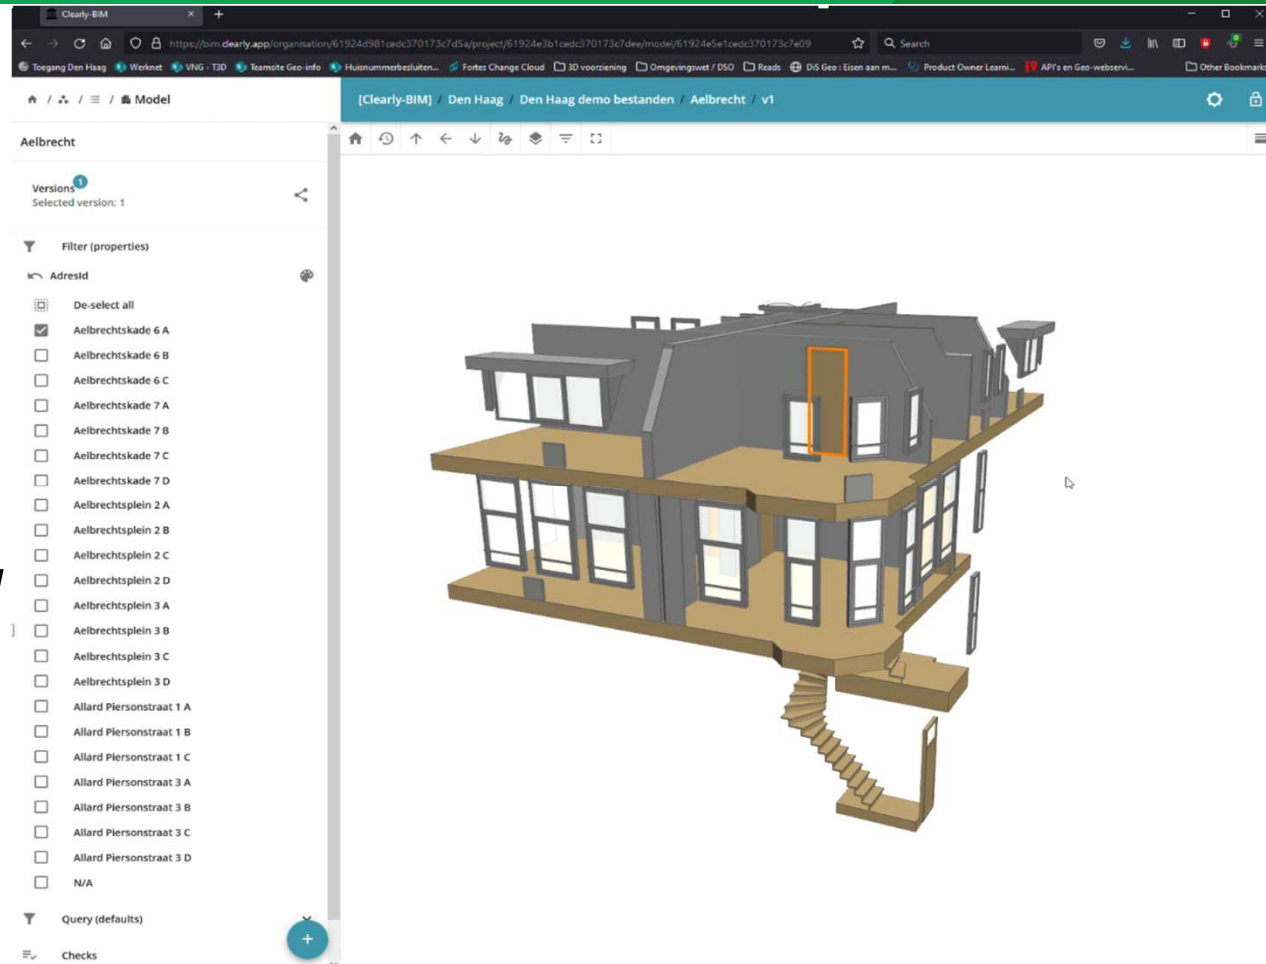 Clearly-BIM
https://bim.clearly.app/organisation/61924d981cedc370173c7d5a/project/61924e3b1cedc370173c7dee/model/61924e5e1cedc370173c7e09
Search
Toegang Den Haag Werknet VNG - T3D Teamsite Geo-info Huisnummerbesluiten... Fortes Change Cloud 3D voorziening Omgevingswet / DSO Reads DiS Geo : Eisen aan m... Product Owner Learni... API's en Geo-webservi... Other Bookmarks
/ / / Model
[Clearly-BIM] / Den Haag / Den Haag demo bestanden / Aelbrecht / v1
Aelbrecht
Versions 1
Selected version: 1
Filter (properties)
AdresId
De-select all
Aelbrechtskade 6 A
Aelbrechtskade 6 B
Aelbrechtskade 6 C
Aelbrechtskade 7 A
Aelbrechtskade 7 B
Aelbrechtskade 7 C
Aelbrechtskade 7 D
Aelbrechtsplein 2 A
Aelbrechtsplein 2 B
Aelbrechtsplein 2 C
Aelbrechtsplein 2 D
Aelbrechtsplein 3 A
Aelbrechtsplein 3 B
Aelbrechtsplein 3 C
Aelbrechtsplein 3 D
Allard Piersonstraat 1 A
Allard Piersonstraat 1 B
Allard Piersonstraat 1 C
Allard Piersonstraat 3 A
Allard Piersonstraat 3 B
Allard Piersonstraat 3 C
Allard Piersonstraat 3 D
N/A
Query (defaults)
Checks